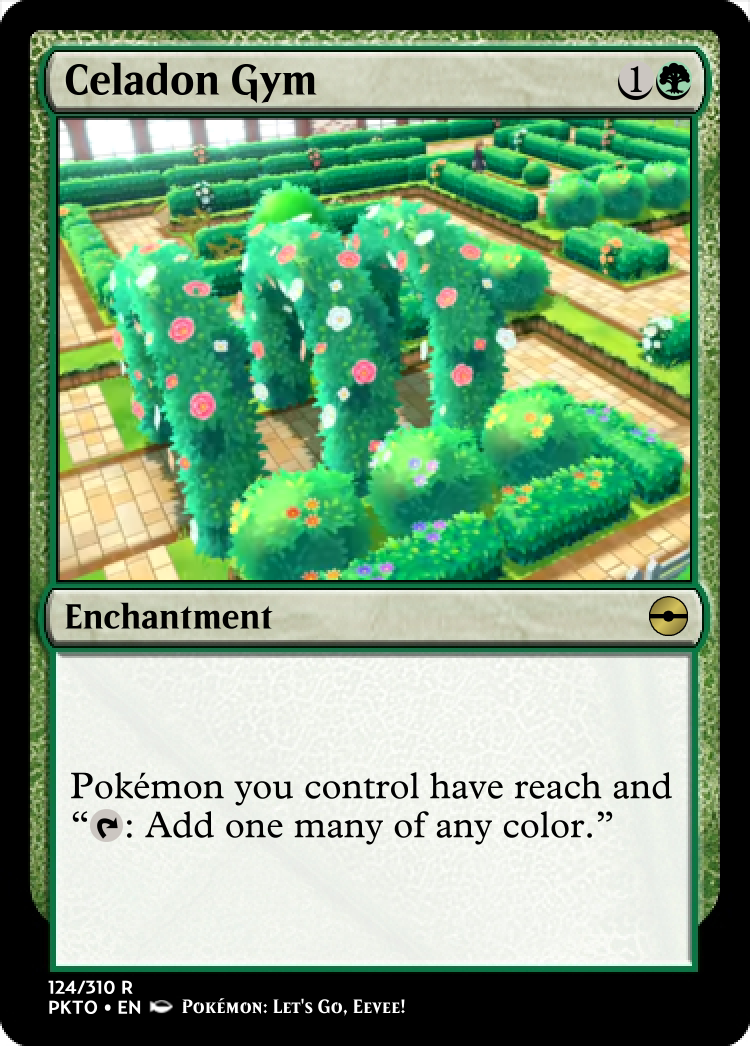 Celadon Gym 1
Enchantment
Pokémon you control have reach and
“: Add one many of any color.”
124/310 R
PKTO • EN Pokémon: Let's Go, Eevee!